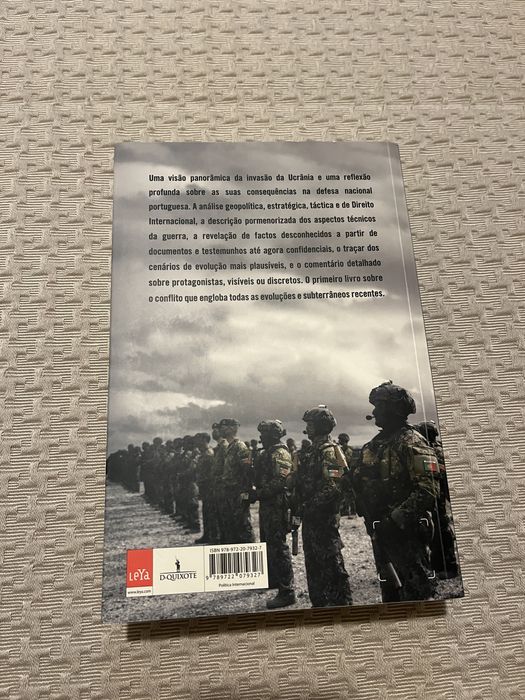 Uma visão panorâmica da invasão da Ucrânia e uma reflexão
profunda sobre as suas consequências na defesa nacional
portuguesa. A análise geopolítica, estratégica, táctica e de Direito
Internacional, a descrição pormenorizada dos aspectos técnicos
da guerra, a revelação de factos desconhecidos a partir de
documentos e testemunhos até agora confidenciais, o traçar dos
cenários de evolução mais plausíveis, e o comentário detalhado
sobre protagonistas, visíveis ou discretos. O primeiro livro sobre
o conflito que engloba todas as evoluções e subterrâneos recentes.
LeYa
www.leya.com
D·QUIXOTE
ISBN 978-972-20-7932-7
9 789722 079327
Política Internacional